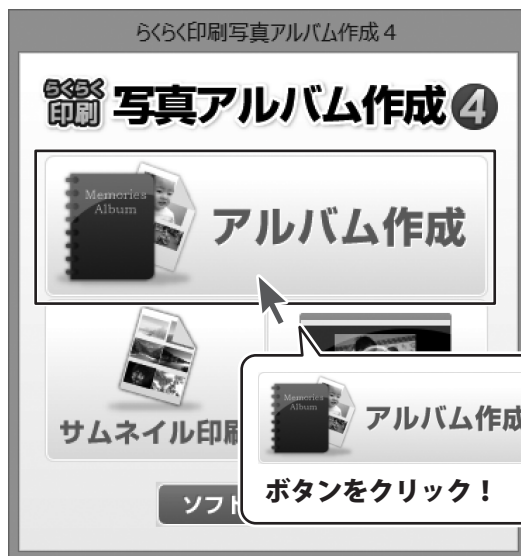 らくらく印刷写真アルバム作成4
らくらく
印刷 写真アルバム作成 4
Memories
Album
アルバム作成
サムネイル印刷
Memories
Album
アルバム作成
ボタンをクリック！
ソフト